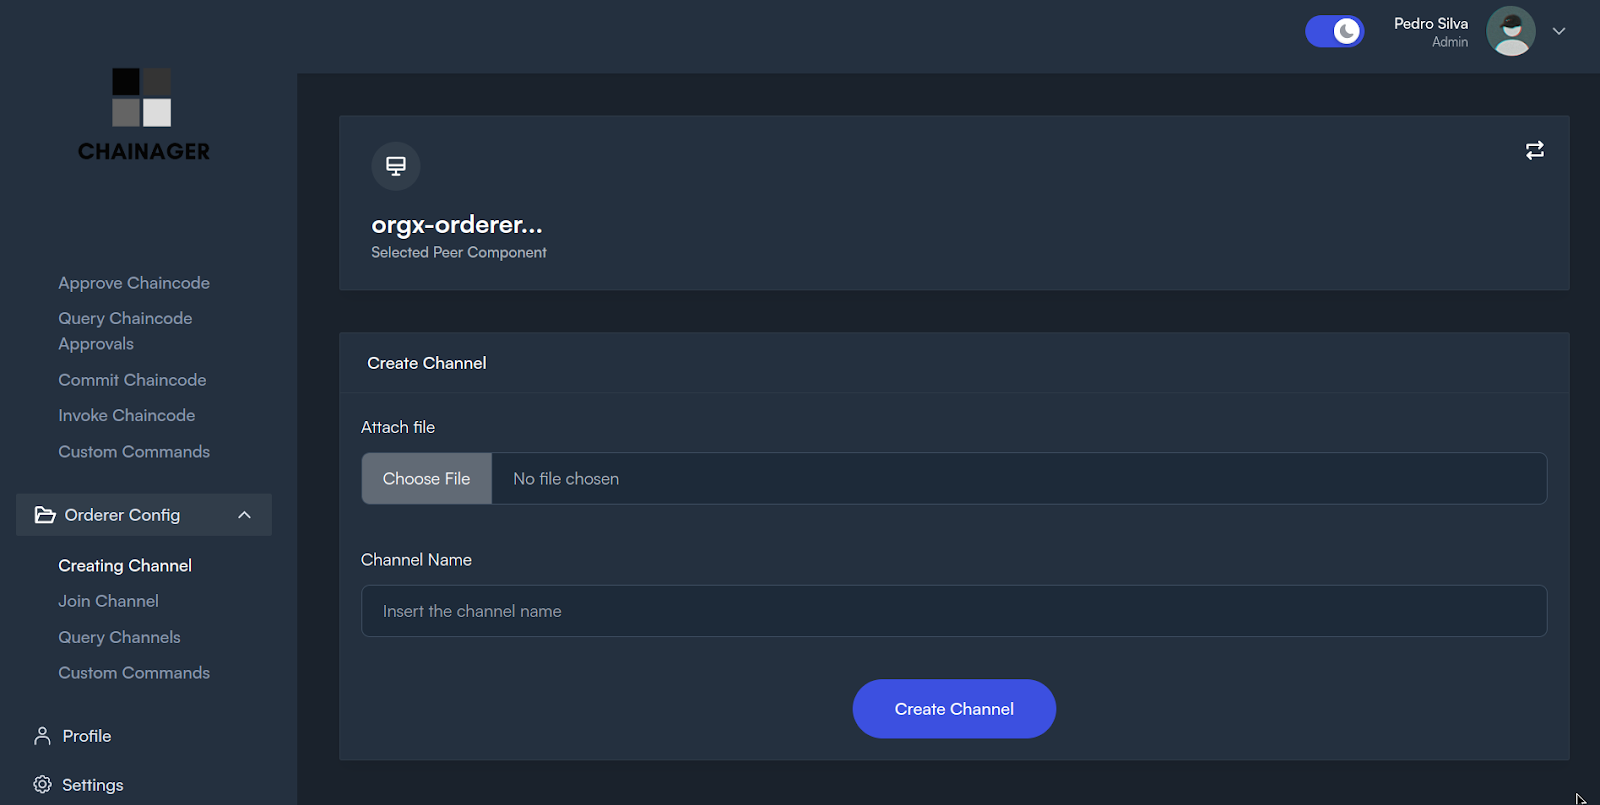 Pedro Silva
Admin
CHAINAGER
Approve Chaincode
Query Chaincode
Approvals
Commit Chaincode
Invoke Chaincode
Custom Commands
Orderer Config
Creating Channel
Join Channel
Query Channels
Custom Commands
Profile
Settings
orgx-orderer...
Selected Peer Component
Create Channel
Attach file
Choose File No file chosen
Channel Name
Insert the channel name
Create Channel